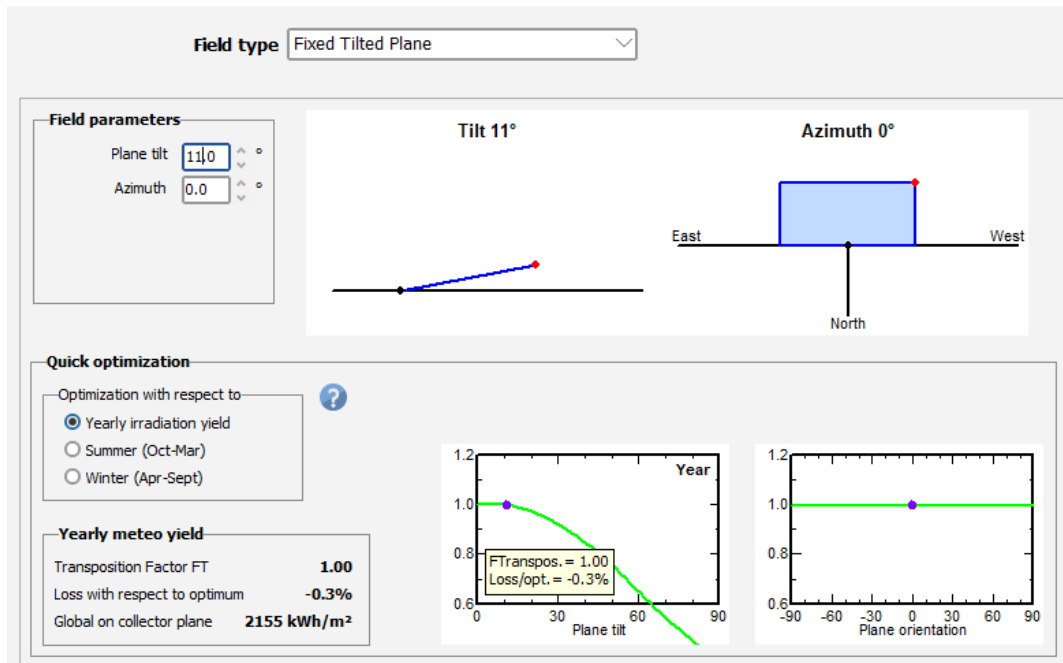 Field type Fixed Tilted Plane
Field parameters
Plane tilt 11.0 °
Azimuth 0.0 °
Tilt 11°
Azimuth 0°
East
West
North
Quick optimization
Optimization with respect to
Yearly irradiation yield
Summer (Oct-Mar)
Winter (Apr-Sept)
?
Yearly meteo yield
Transposition Factor FT 1.00
Loss with respect to optimum -0.3%
Global on collector plane 2155 kWh/m²
1.2
1.0
0.8
0.6
Year
FTranspos. = 1.00
Loss/opt. = -0.3%
0 30 60 90
Plane tilt
1.2
1.0
0.8
0.6
-90 -60 -30 0 30 60 90
Plane orientation